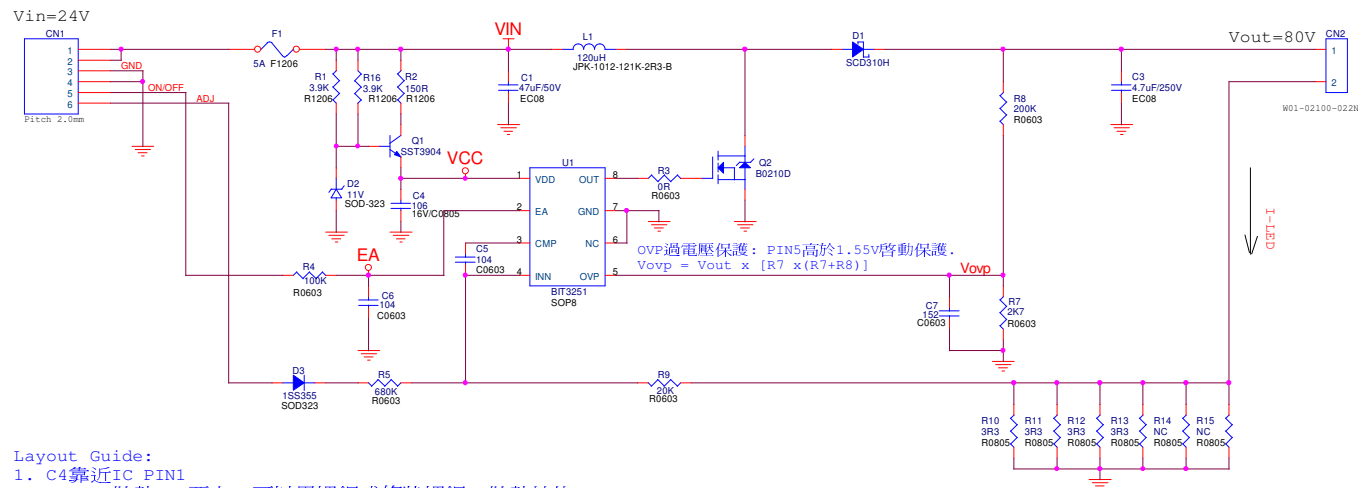 Vin=24V
CN1
1
2
3
4
5
6
GND
ON/OFF
ADJ
Pitch 2.0mm
F1
5A F1206
R1
3.9K
R1206
R16
3.9K
R1206
R2
150R
R1206
VIN
C1
47uF/50V
EC08
L1
120uH
JPK-1012-121K-2R3-B
D1
SCD310H
Vout=80V
CN2
1
2
W01-02100-022N
C3
4.7uF/250V
EC08
R8
200K
R0603
Q1
SST3904
VCC
D2
11V
SOD-323
C4
106
16V/C0805
U1
1 VDD OUT 8
2 EA GND 7
3 CMP NC 6
4 INN OVP 5
BIT3251
SOP8
R3
0R
R0603
Q2
B0210D
I-LED
OVP過電壓保護: PIN5高於1.55V啓動保護.
Vovp = Vout x [R7 x(R7+R8)]
Vovp
EA
R4
100K
R0603
C5
104
C0603
C6
104
C0603
C7
152
C0603
R7
2K7
R0603
D3
1SS355
SOD323
R5
680K
R0603
R9
20K
R0603
R10
3R3
R0805
R11
3R3
R0805
R12
3R3
R0805
R13
3R3
R0805
R14
NC
R0805
R15
NC
R0805
Layout Guide:
1. C4靠近IC PIN1